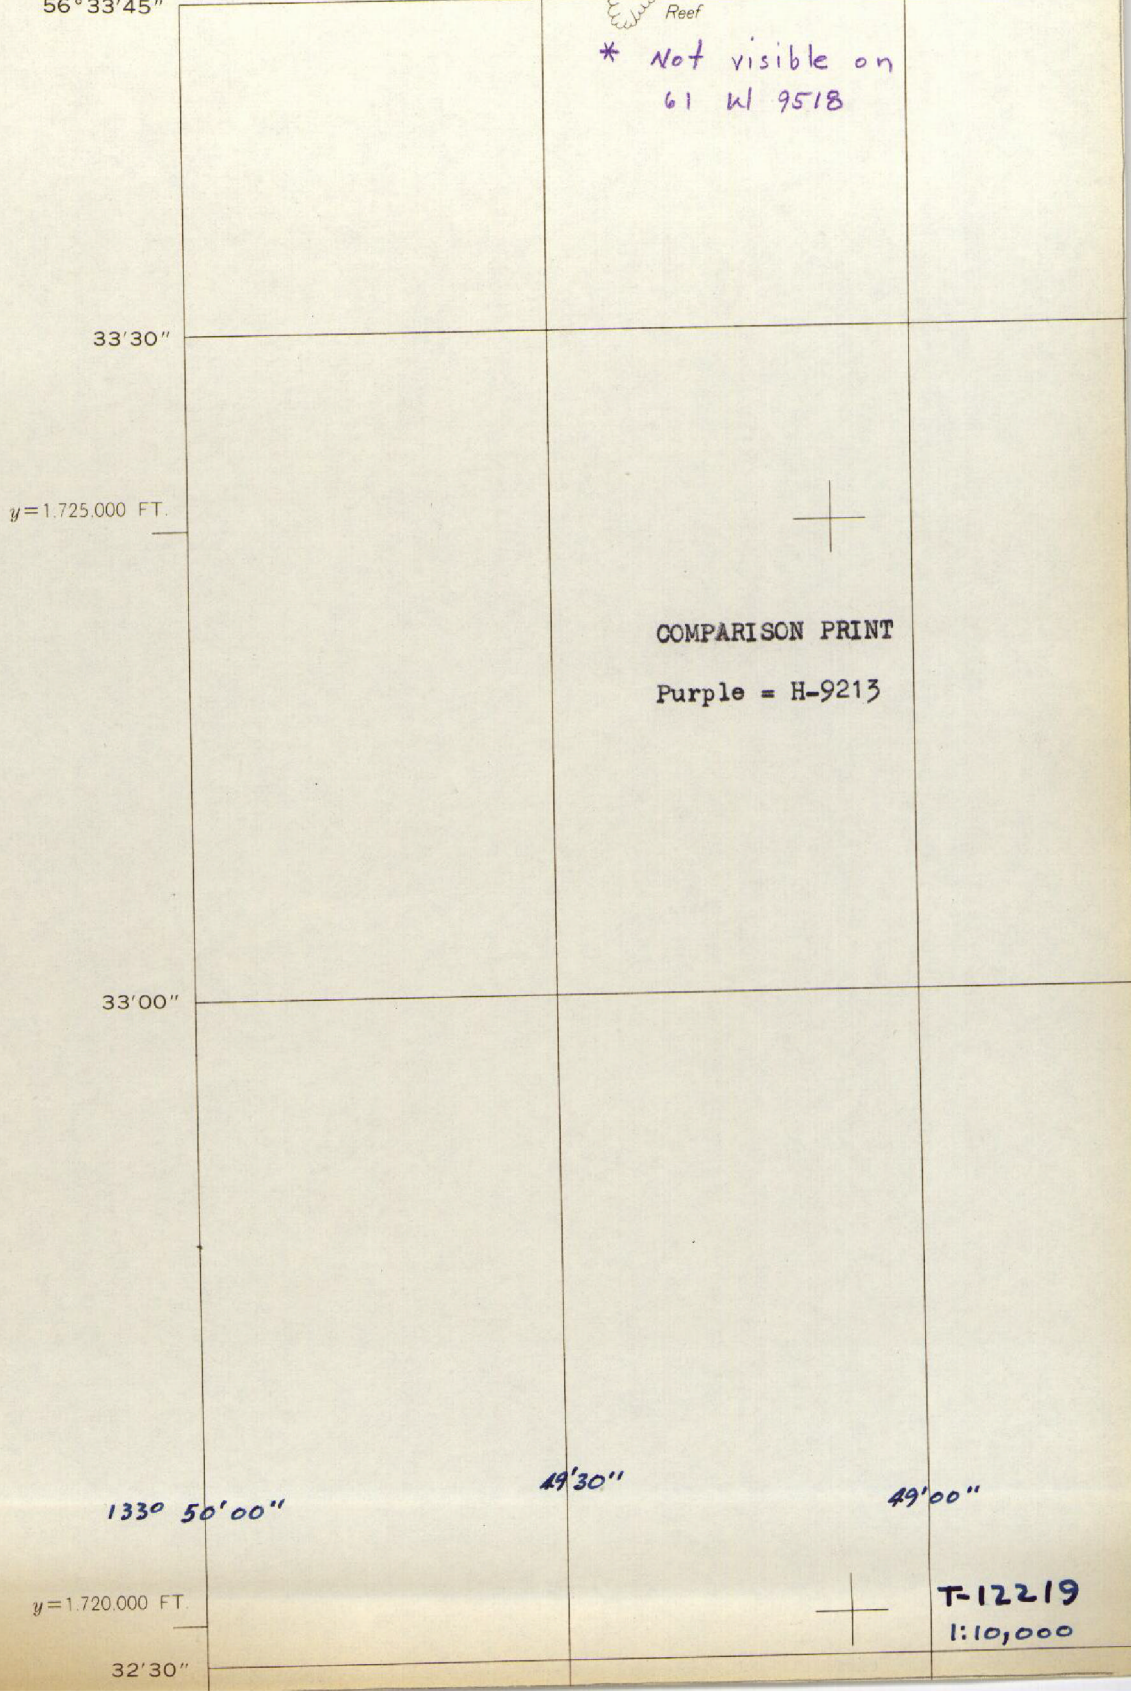 56°33'45"
Reef
* Not visible on
61 W 9518
33'30"
y=1.725.000 FT.
COMPARISON PRINT
Purple = H-9213
33'00"
49'30"
133° 50'00"
49'00"
y=1.720.000 FT.
T-12219
1:10,000
32'30"